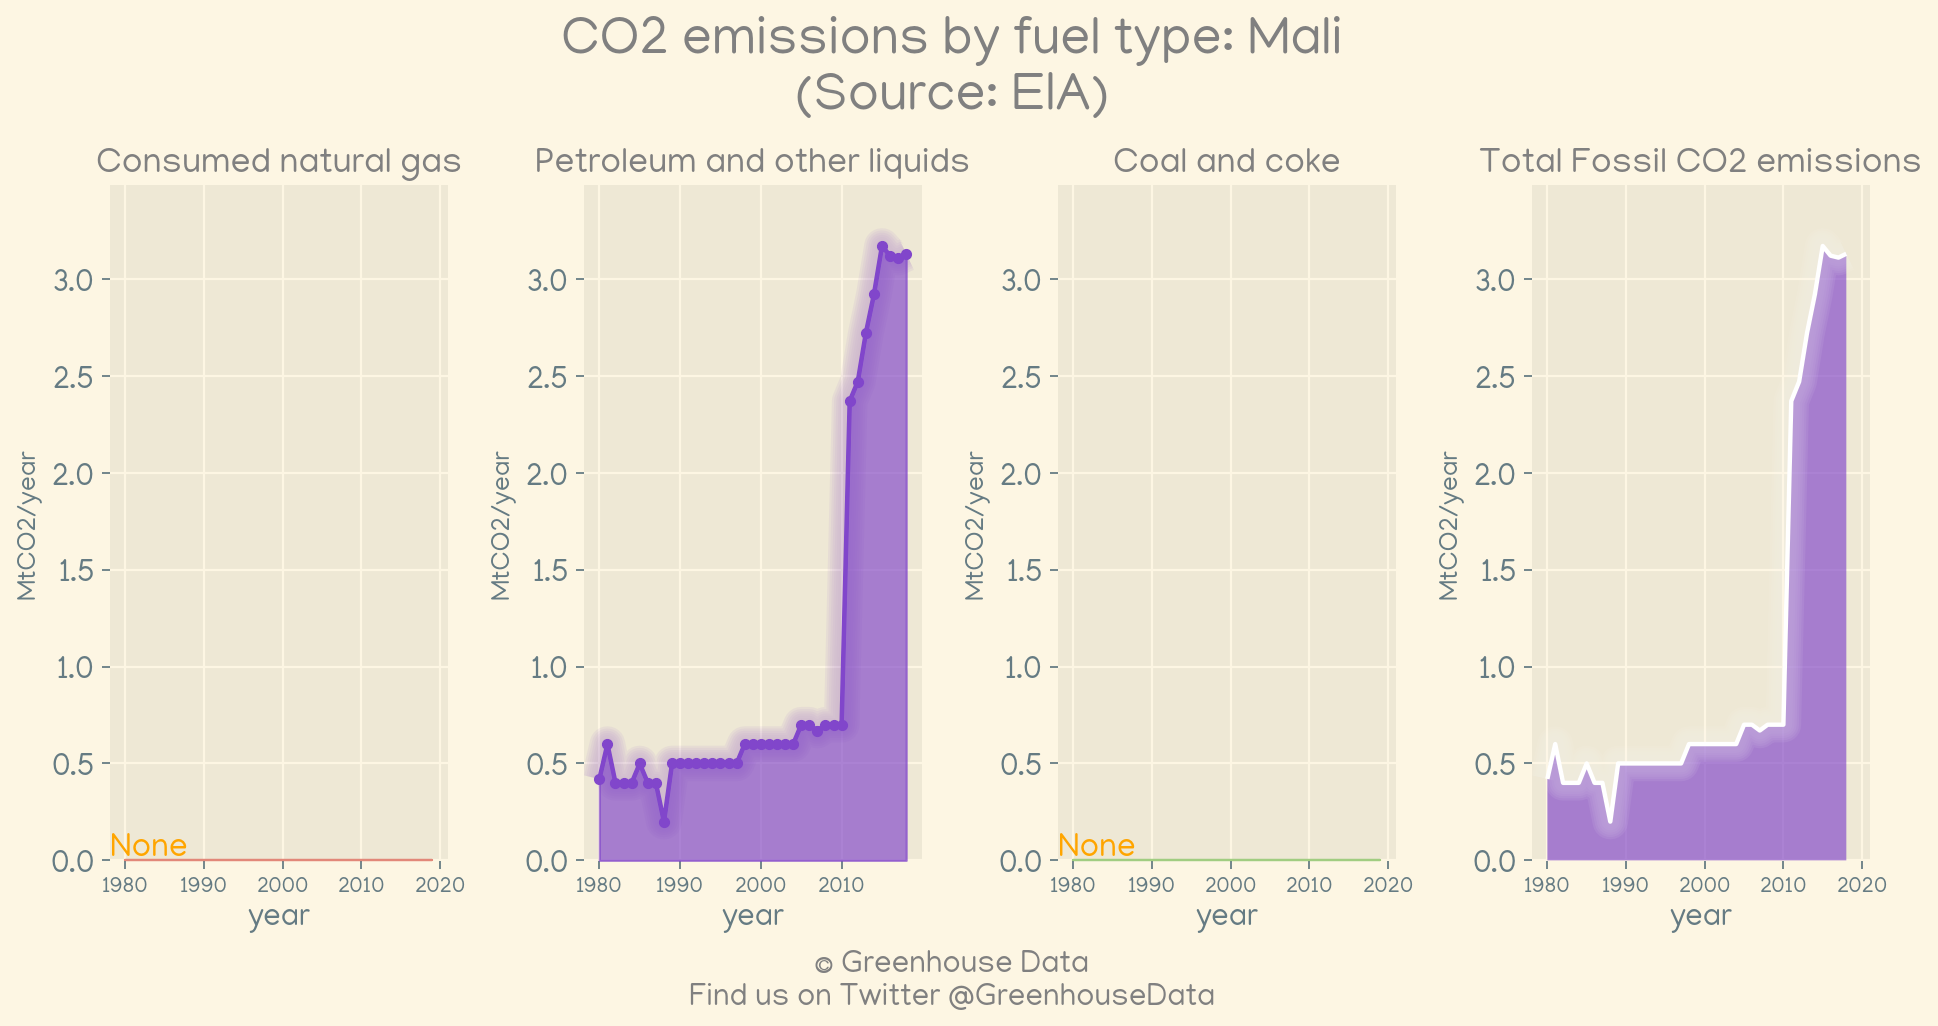 CO2 emissions by fuel type: Mali
(Source: EIA)
Consumed natural gas
MtCO2/year
3.0
2.5
2.0
1.5
1.0
0.5
0.0
None
1980 1990 2000 2010 2020
year
Petroleum and other liquids
MtCO2/year
3.0
2.5
2.0
1.5
1.0
0.5
0.0
1980 1990 2000 2010
year
Coal and coke
MtCO2/year
3.0
2.5
2.0
1.5
1.0
0.5
0.0
None
1980 1990 2000 2010 2020
year
Total Fossil CO2 emissions
MtCO2/year
3.0
2.5
2.0
1.5
1.0
0.5
0.0
1980 1990 2000 2010 2020
year
© Greenhouse Data
Find us on Twitter @GreenhouseData